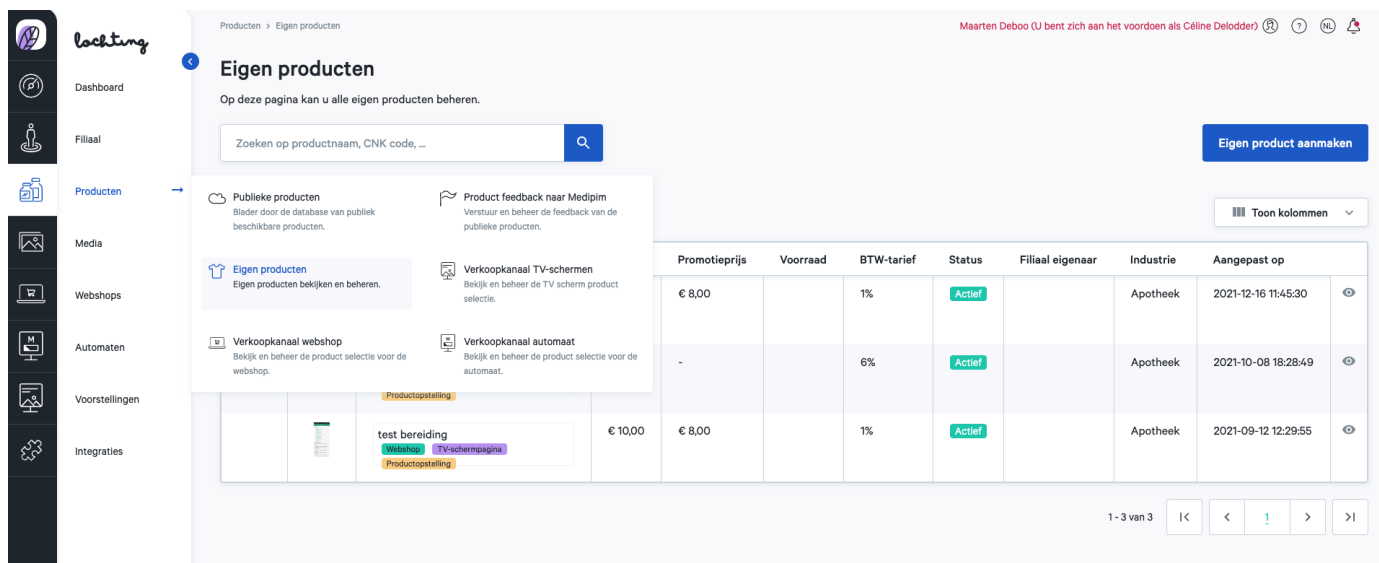 lochting
Producten > Eigen producten
Maarten Deboo (U bent zich aan het voordoen als Céline Delodder)
?
NL
Dashboard
Filiaal
Producten
Media
Webshops
Automaten
Voorstellingen
Integraties
Eigen producten
Op deze pagina kan u alle eigen producten beheren.
Zoeken op productnaam, CNK code, ...
Eigen product aanmaken
Publieke producten
Blader door de database van publiek
beschikbare producten.
Product feedback naar Medipim
Verstuur en beheer de feedback van de
publieke producten.
Eigen producten
Eigen producten bekijken en beheren.
Verkoopkanaal TV-schermen
Bekijk en beheer de TV scherm product
selectie.
Verkoopkanaal webshop
Bekijk en beheer de product selectie voor de
webshop.
Verkoopkanaal automaat
Bekijk en beheer de product selectie voor de
automaat.
Toon kolommen
Promotieprijs Voorraad BTW-tarief Status Filiaal eigenaar Industrie Aangepast op
€ 8,00 1% Actief Apotheek 2021-12-16 11:45:30
- 6% Actief Apotheek 2021-10-08 18:28:49
Productopstelling
test bereiding € 10,00 € 8,00 1% Actief Apotheek 2021-09-12 12:29:55
Webshop TV-schermpagina
Productopstelling
1 - 3 van 3 1